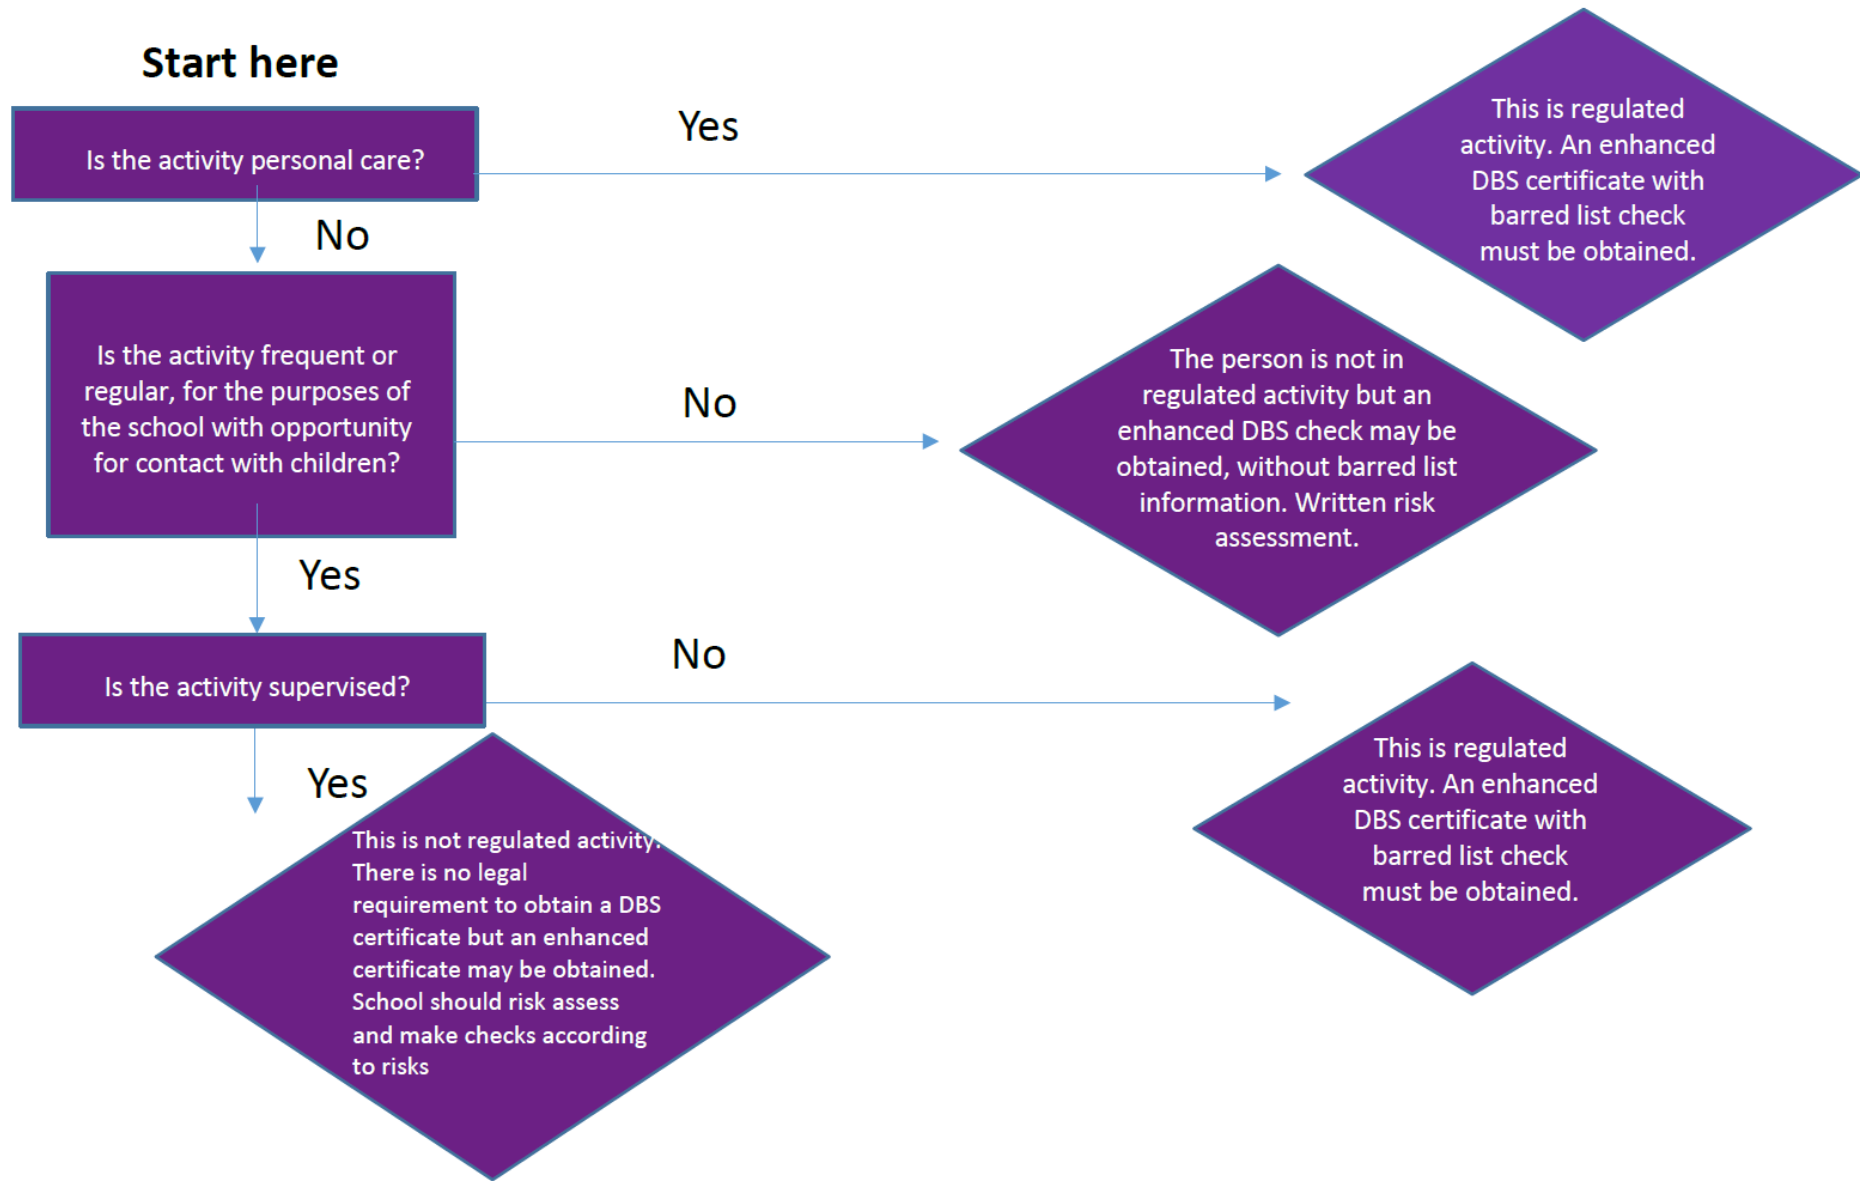 Start here
Is the activity personal care?
Yes
This is regulated
activity. An enhanced
DBS certificate with
barred list check
must be obtained.
No
Is the activity frequent or
regular, for the purposes of
the school with opportunity
for contact with children?
No
The person is not in
regulated activity but an
enhanced DBS check may be
obtained, without barred list
information. Written risk
assessment.
Yes
Is the activity supervised?
No
This is regulated
activity. An enhanced
DBS certificate with
barred list check
must be obtained.
Yes
This is not regulated activity.
There is no legal
requirement to obtain a DBS
certificate but an enhanced
certificate may be obtained.
School should risk assess
and make checks according
to risks